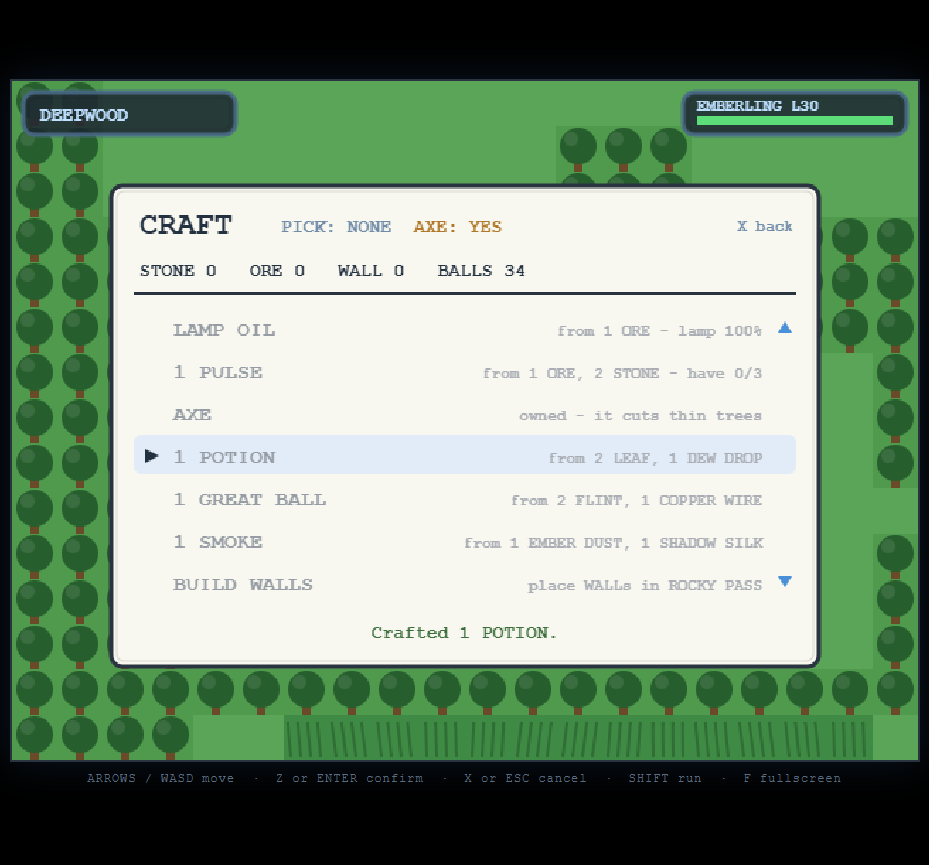 DEEPWOOD
EMBERLING L30
CRAFT PICK: NONE AXE: YES X back
STONE 0 ORE 0 WALL 0 BALLS 34
LAMP OIL from 1 ORE - lamp 100%
1 PULSE from 1 ORE, 2 STONE - have 0/3
AXE owned - it cuts thin trees
1 POTION from 2 LEAF, 1 DEW DROP
1 GREAT BALL from 2 FLINT, 1 COPPER WIRE
1 SMOKE from 1 EMBER DUST, 1 SHADOW SILK
BUILD WALLS place WALLs in ROCKY PASS
Crafted 1 POTION.
ARROWS / WASD move · Z or ENTER confirm · X or ESC cancel · SHIFT run · F fullscreen